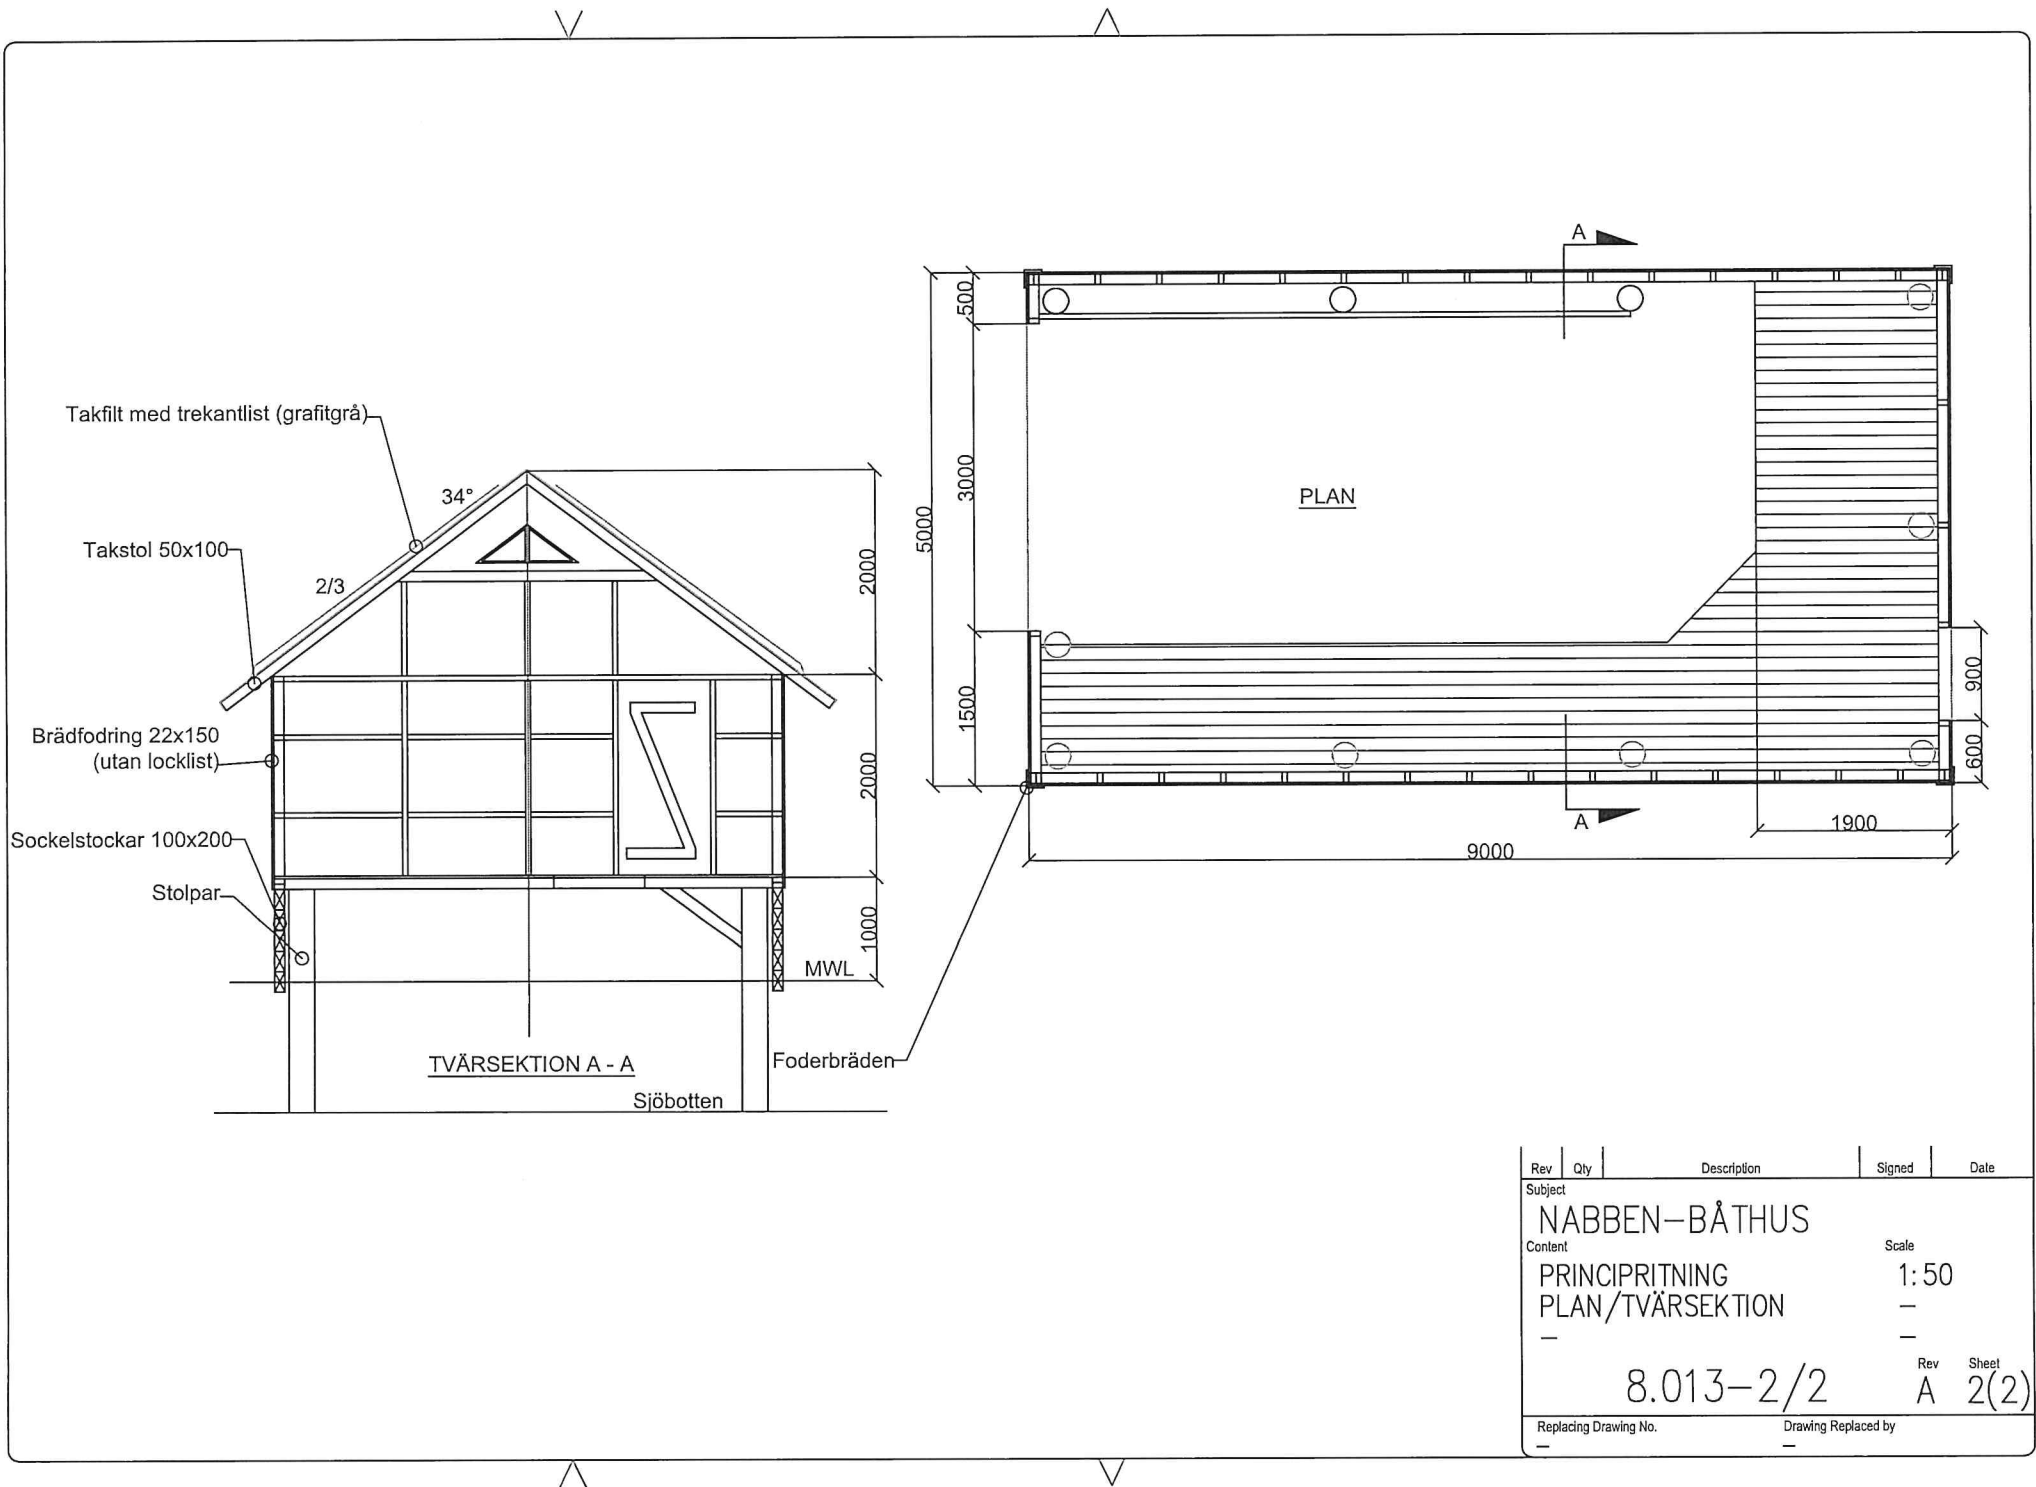 Takfilt med trekantlist (grafitgrå)
34°
Takstol 50x100
2/3
Brädfodring 22x150
(utan locklist)
Sockelstockar 100x200
Stolpar
2000
2000
1000
MWL
TVÄRSEKTION A - A
Sjöbotten
Foderbräden
A
500
3000
5000
1500
PLAN
900
600
A
1900
9000
Rev Qty Description Signed Date
Subject
NABBEN-BÅTHUS
Content Scale
PRINCIPRITNING 1:50
PLAN/TVÄRSEKTION -
- -
Rev Sheet
8.013-2/2 A 2(2)
Replacing Drawing No. Drawing Replaced by
- -